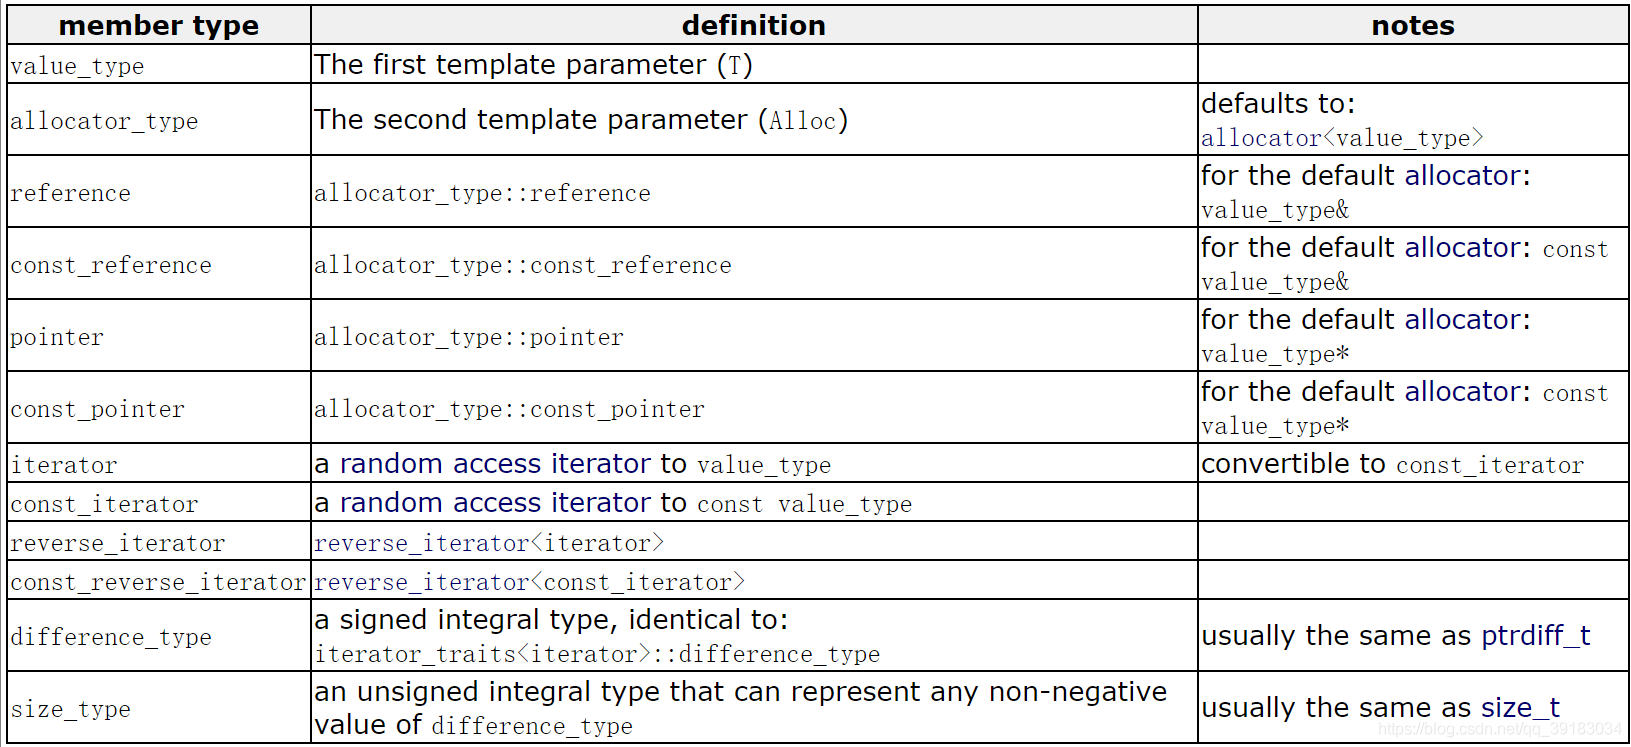 member type definition notes
value_type The first template parameter (T)
allocator_type The second template parameter (Alloc) defaults to:
allocator<value_type>
reference allocator_type::reference for the default allocator:
value_type&
const_reference allocator_type::const_reference for the default allocator: const
value_type&
pointer allocator_type::pointer for the default allocator:
value_type*
const_pointer allocator_type::const_pointer for the default allocator: const
value_type*
iterator a random access iterator to value_type convertible to const_iterator
const_iterator a random access iterator to const value_type
reverse_iterator reverse_iterator<iterator>
const_reverse_iterator reverse_iterator<const_iterator>
difference_type a signed integral type, identical to:
iterator_traits<iterator>::difference_type usually the same as ptrdiff_t
size_type an unsigned integral type that can represent any non-negative
value of difference_type usually the same as size_t
https://blog.csdn.net/qq_39183034